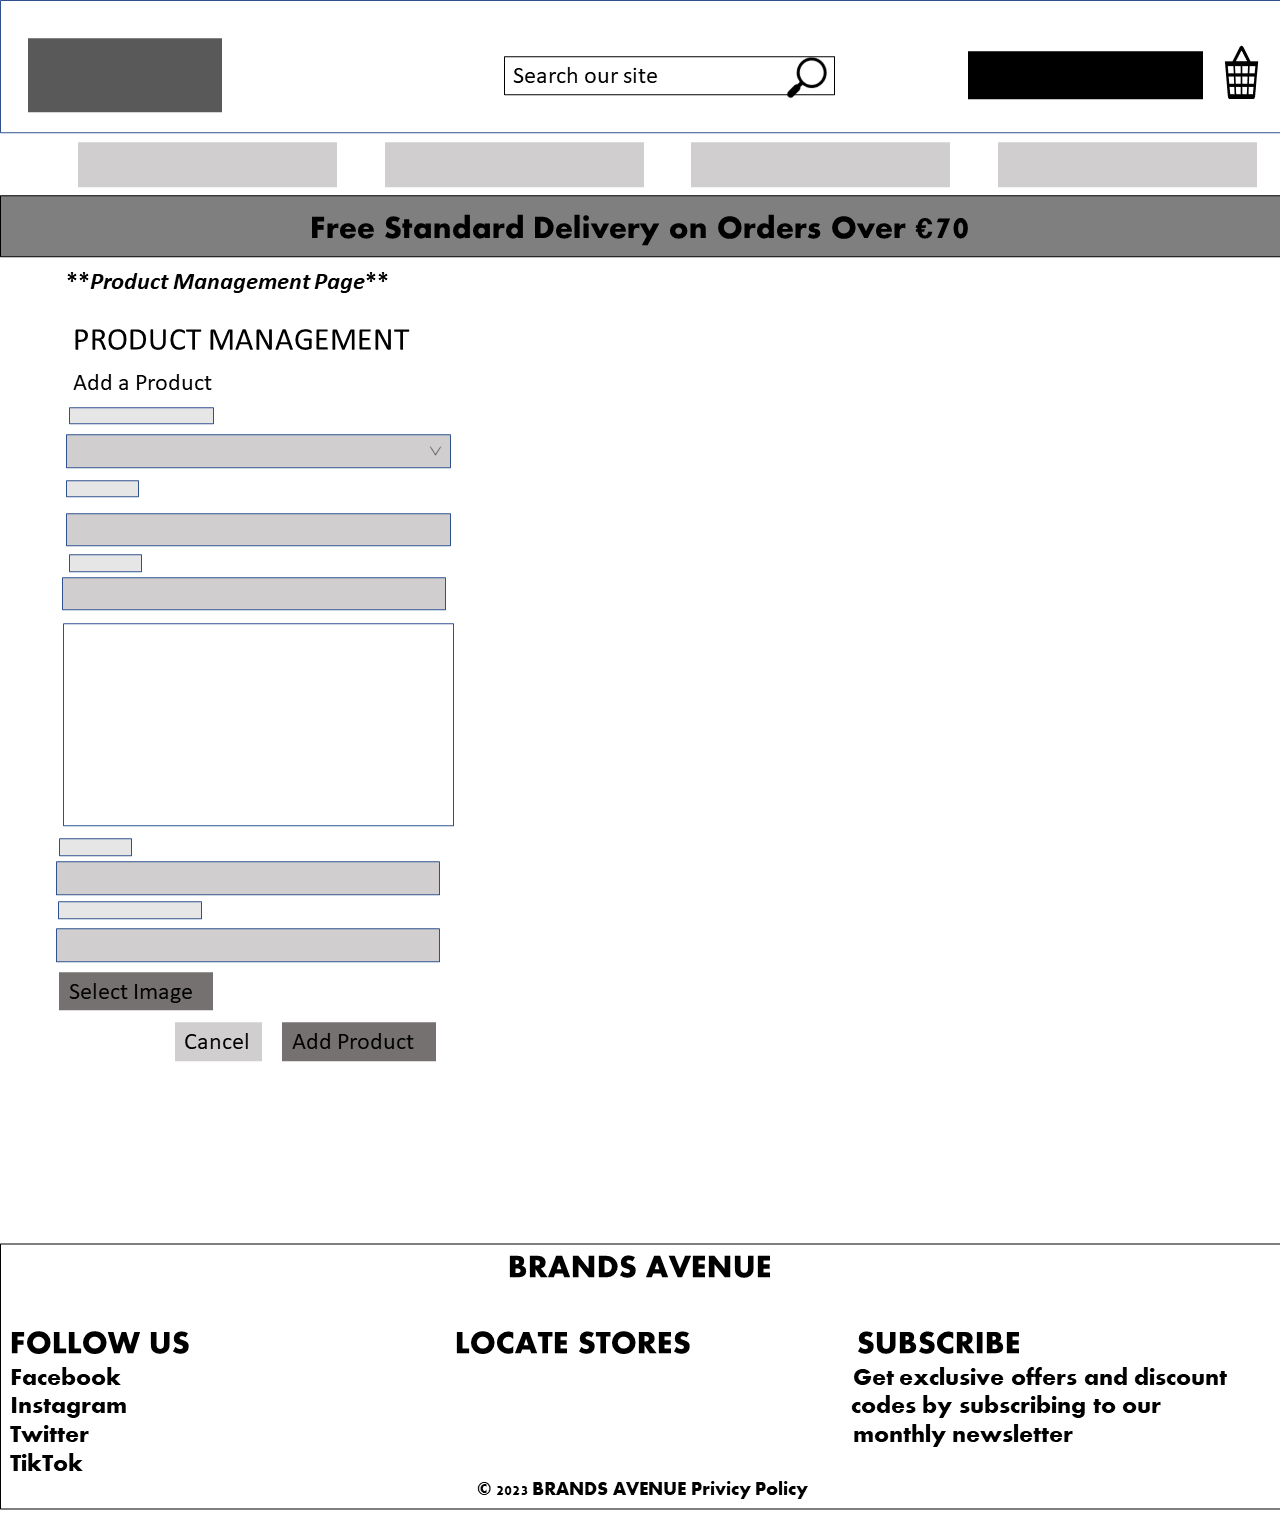 Search our site
Free Standard Delivery on Orders Over €70
**Product Management Page**
PRODUCT MANAGEMENT
Add a Product
Select Image
Cancel
Add Product
BRANDS AVENUE
FOLLOW US
Facebook
Instagram
Twitter
TikTok
LOCATE STORES
SUBSCRIBE
Get exclusive offers and discount
codes by subscribing to our
monthly newsletter
© 2023 BRANDS AVENUE Privicy Policy